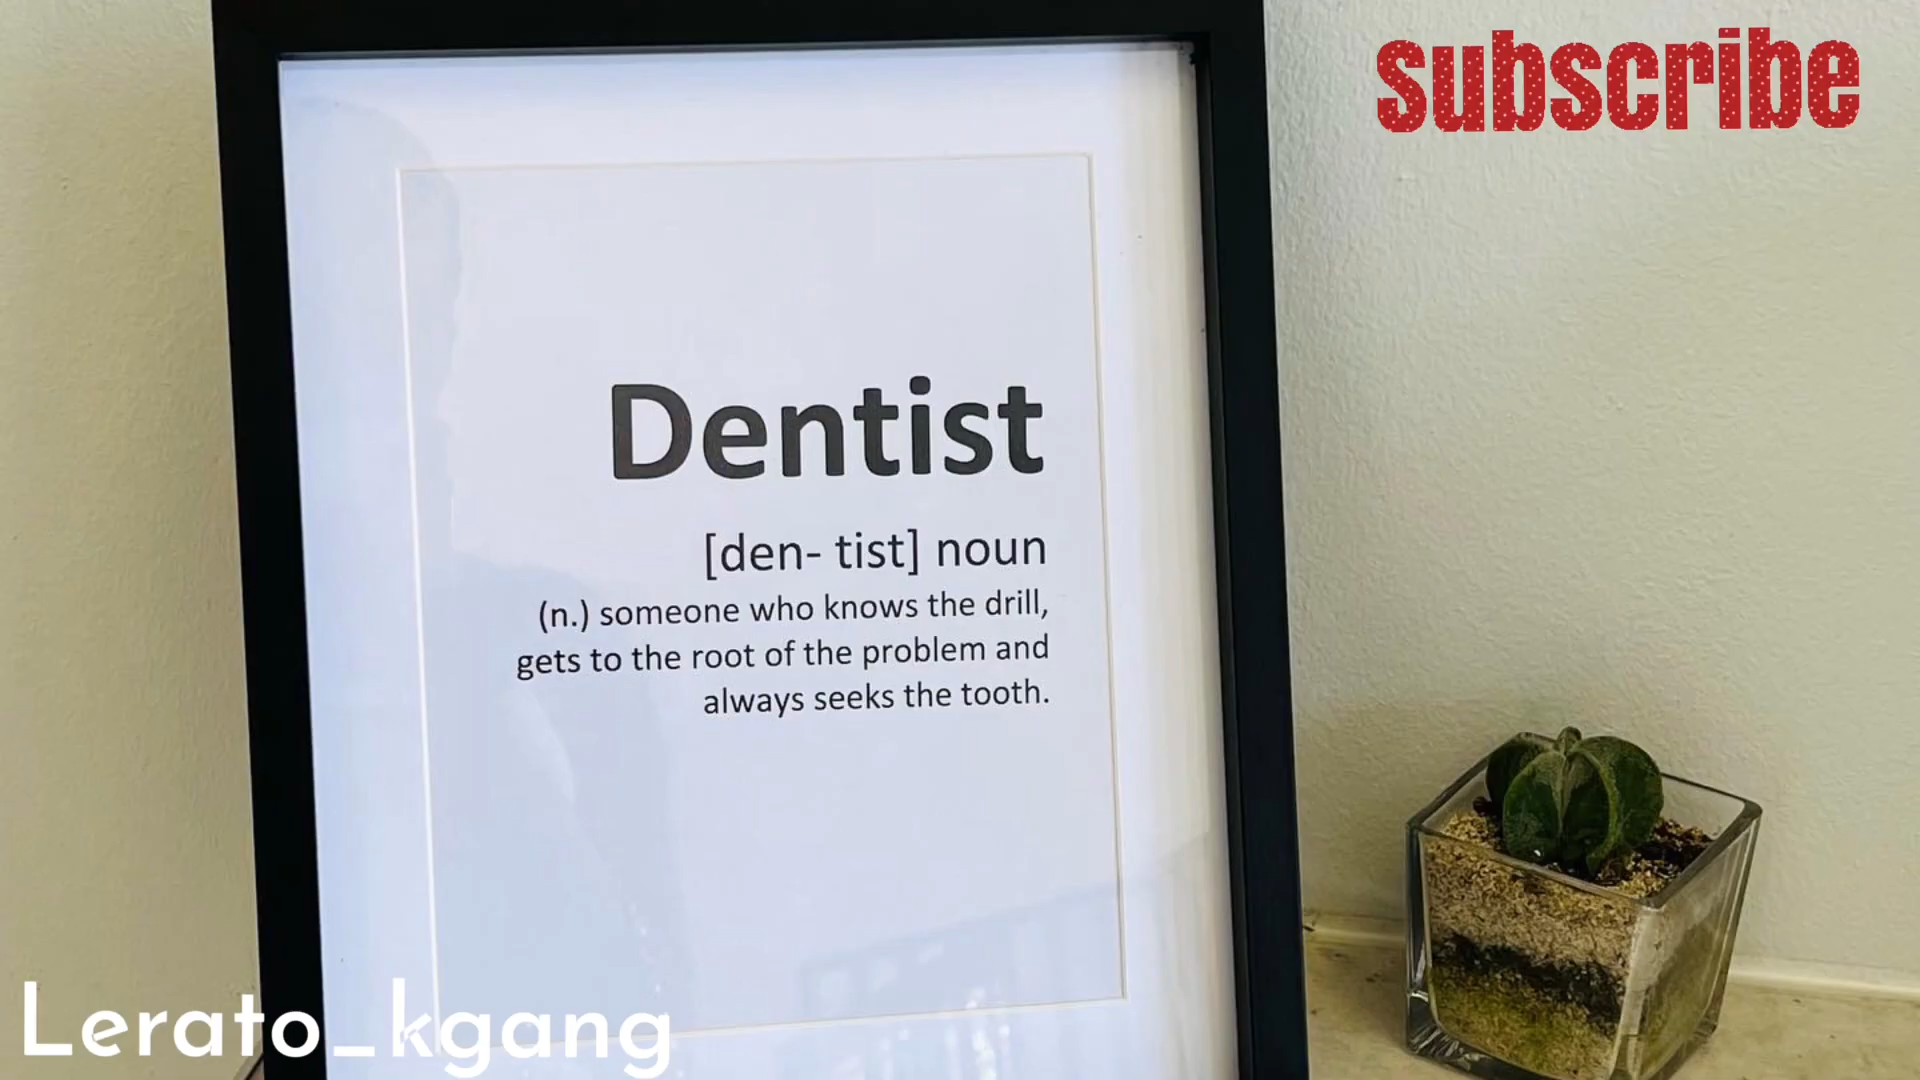 subscribe
Dentist
[den- tist] noun
(n.) someone who knows the drill,
gets to the root of the problem and
always seeks the tooth.
Lerato_kgang